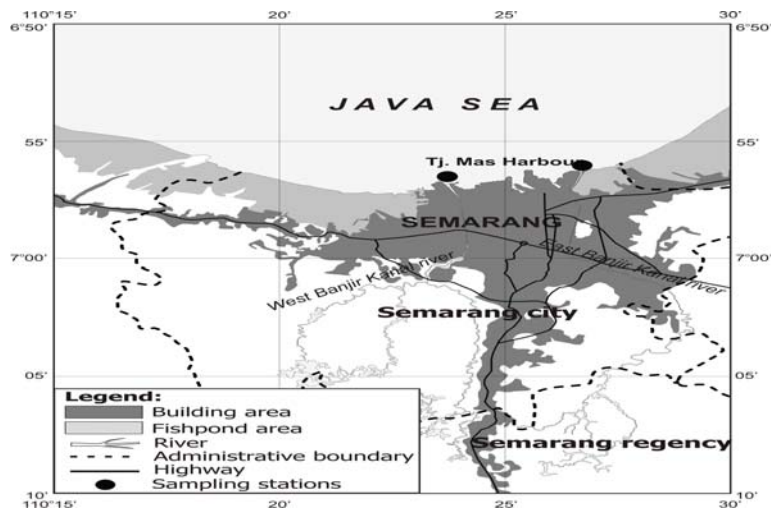 110°15' 20' 25' 30'
6°50' 6°50'
JAVA SEA
55' 55'
Tj. Mas Harbour
SEMARANG
7°00' 7°00'
East Banjir Kanal river
West Banjir Kanal river
Semarang city
05' 05'
Legend:
Building area
Fishpond area
River
Semarang regency
Administrative boundary
Highway
Sampling stations
10' 10'
110°15' 20' 25' 30'